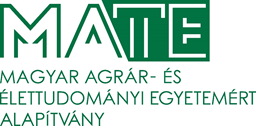 MATE
MAGYAR AGRÁR- ÉS
ÉLETTUDOMÁNYI EGYETEMÉRT
ALAPÍTVÁNY